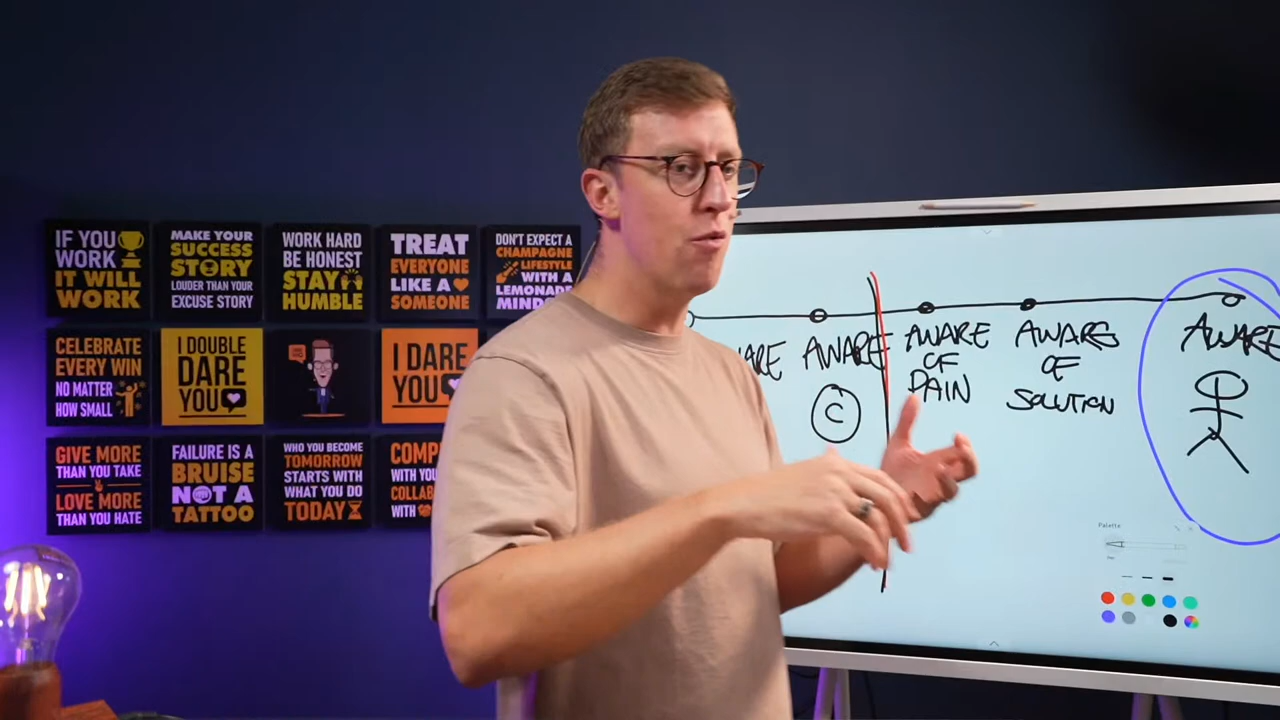 IF YOU
WORK
IT WILL
WORK
MAKE YOUR
SUCCESS
STORY
LOUDER THAN YOUR
EXCUSE STORY
WORK HARD
BE HONEST
STAY
HUMBLE
TREAT
EVERYONE
LIKE A
SOMEONE
DON'T EXPECT A
CHAMPAGNE
LIFESTYLE
WITH A
LEMONADE
CELEBRATE
EVERY WIN
NO MATTER
HOW SMALL
I DOUBLE
DARE
YOU
I DARE
YOU
GIVE MORE
THAN YOU TAKE
LOVE MORE
THAN YOU HATE
FAILURE IS A
BRUISE
NOT A
TATTOO
WHO YOU BECOME
TOMORROW
STARTS WITH
WHAT YOU DO
TODAY
WITH
AWARE
C
AWARE
OF
PAIN
AWARE
OF
SOLUTION
AWARE
Palette